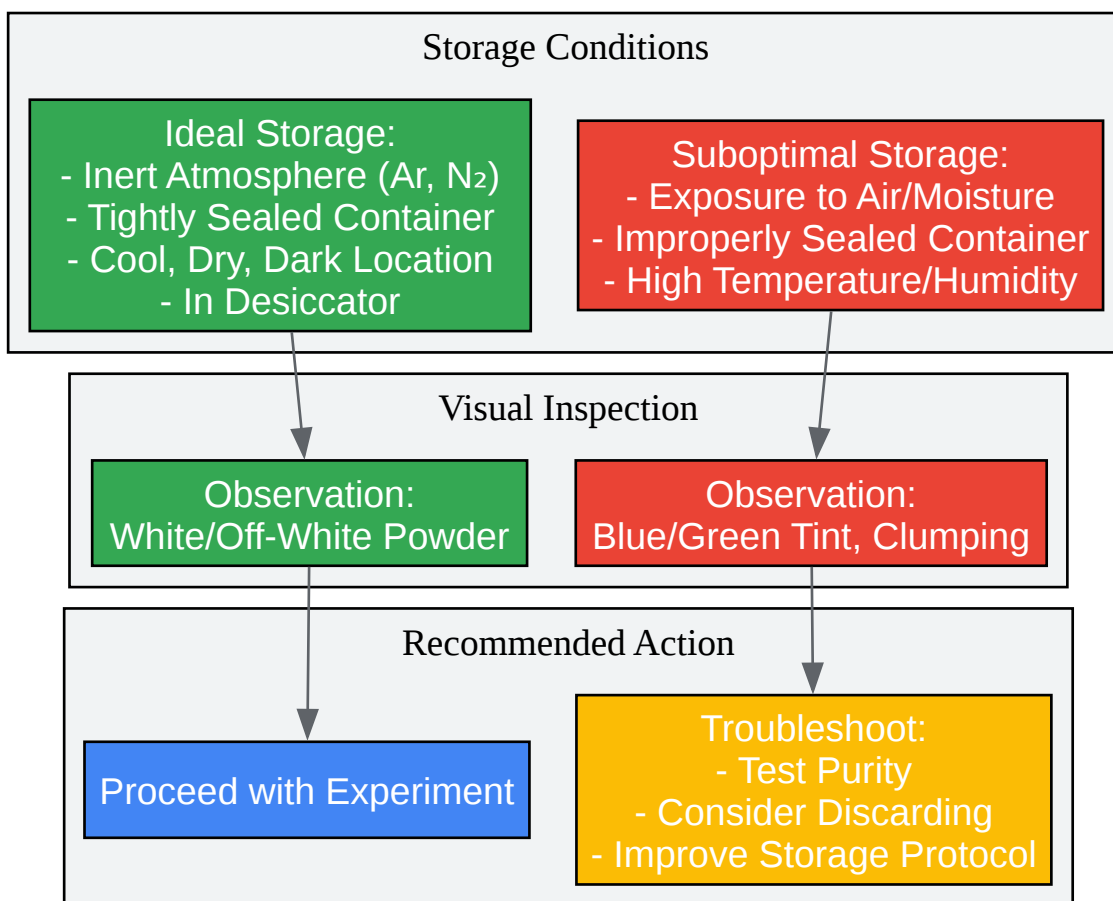 Storage Conditions
Ideal Storage:
- Inert Atmosphere (Ar, N₂)
- Tightly Sealed Container
- Cool, Dry, Dark Location
- In Desiccator
Suboptimal Storage:
- Exposure to Air/Moisture
- Improperly Sealed Container
- High Temperature/Humidity
Visual Inspection
Observation:
White/Off-White Powder
Observation:
Blue/Green Tint, Clumping
Recommended Action
Proceed with Experiment
Troubleshoot:
- Test Purity
- Consider Discarding
- Improve Storage Protocol